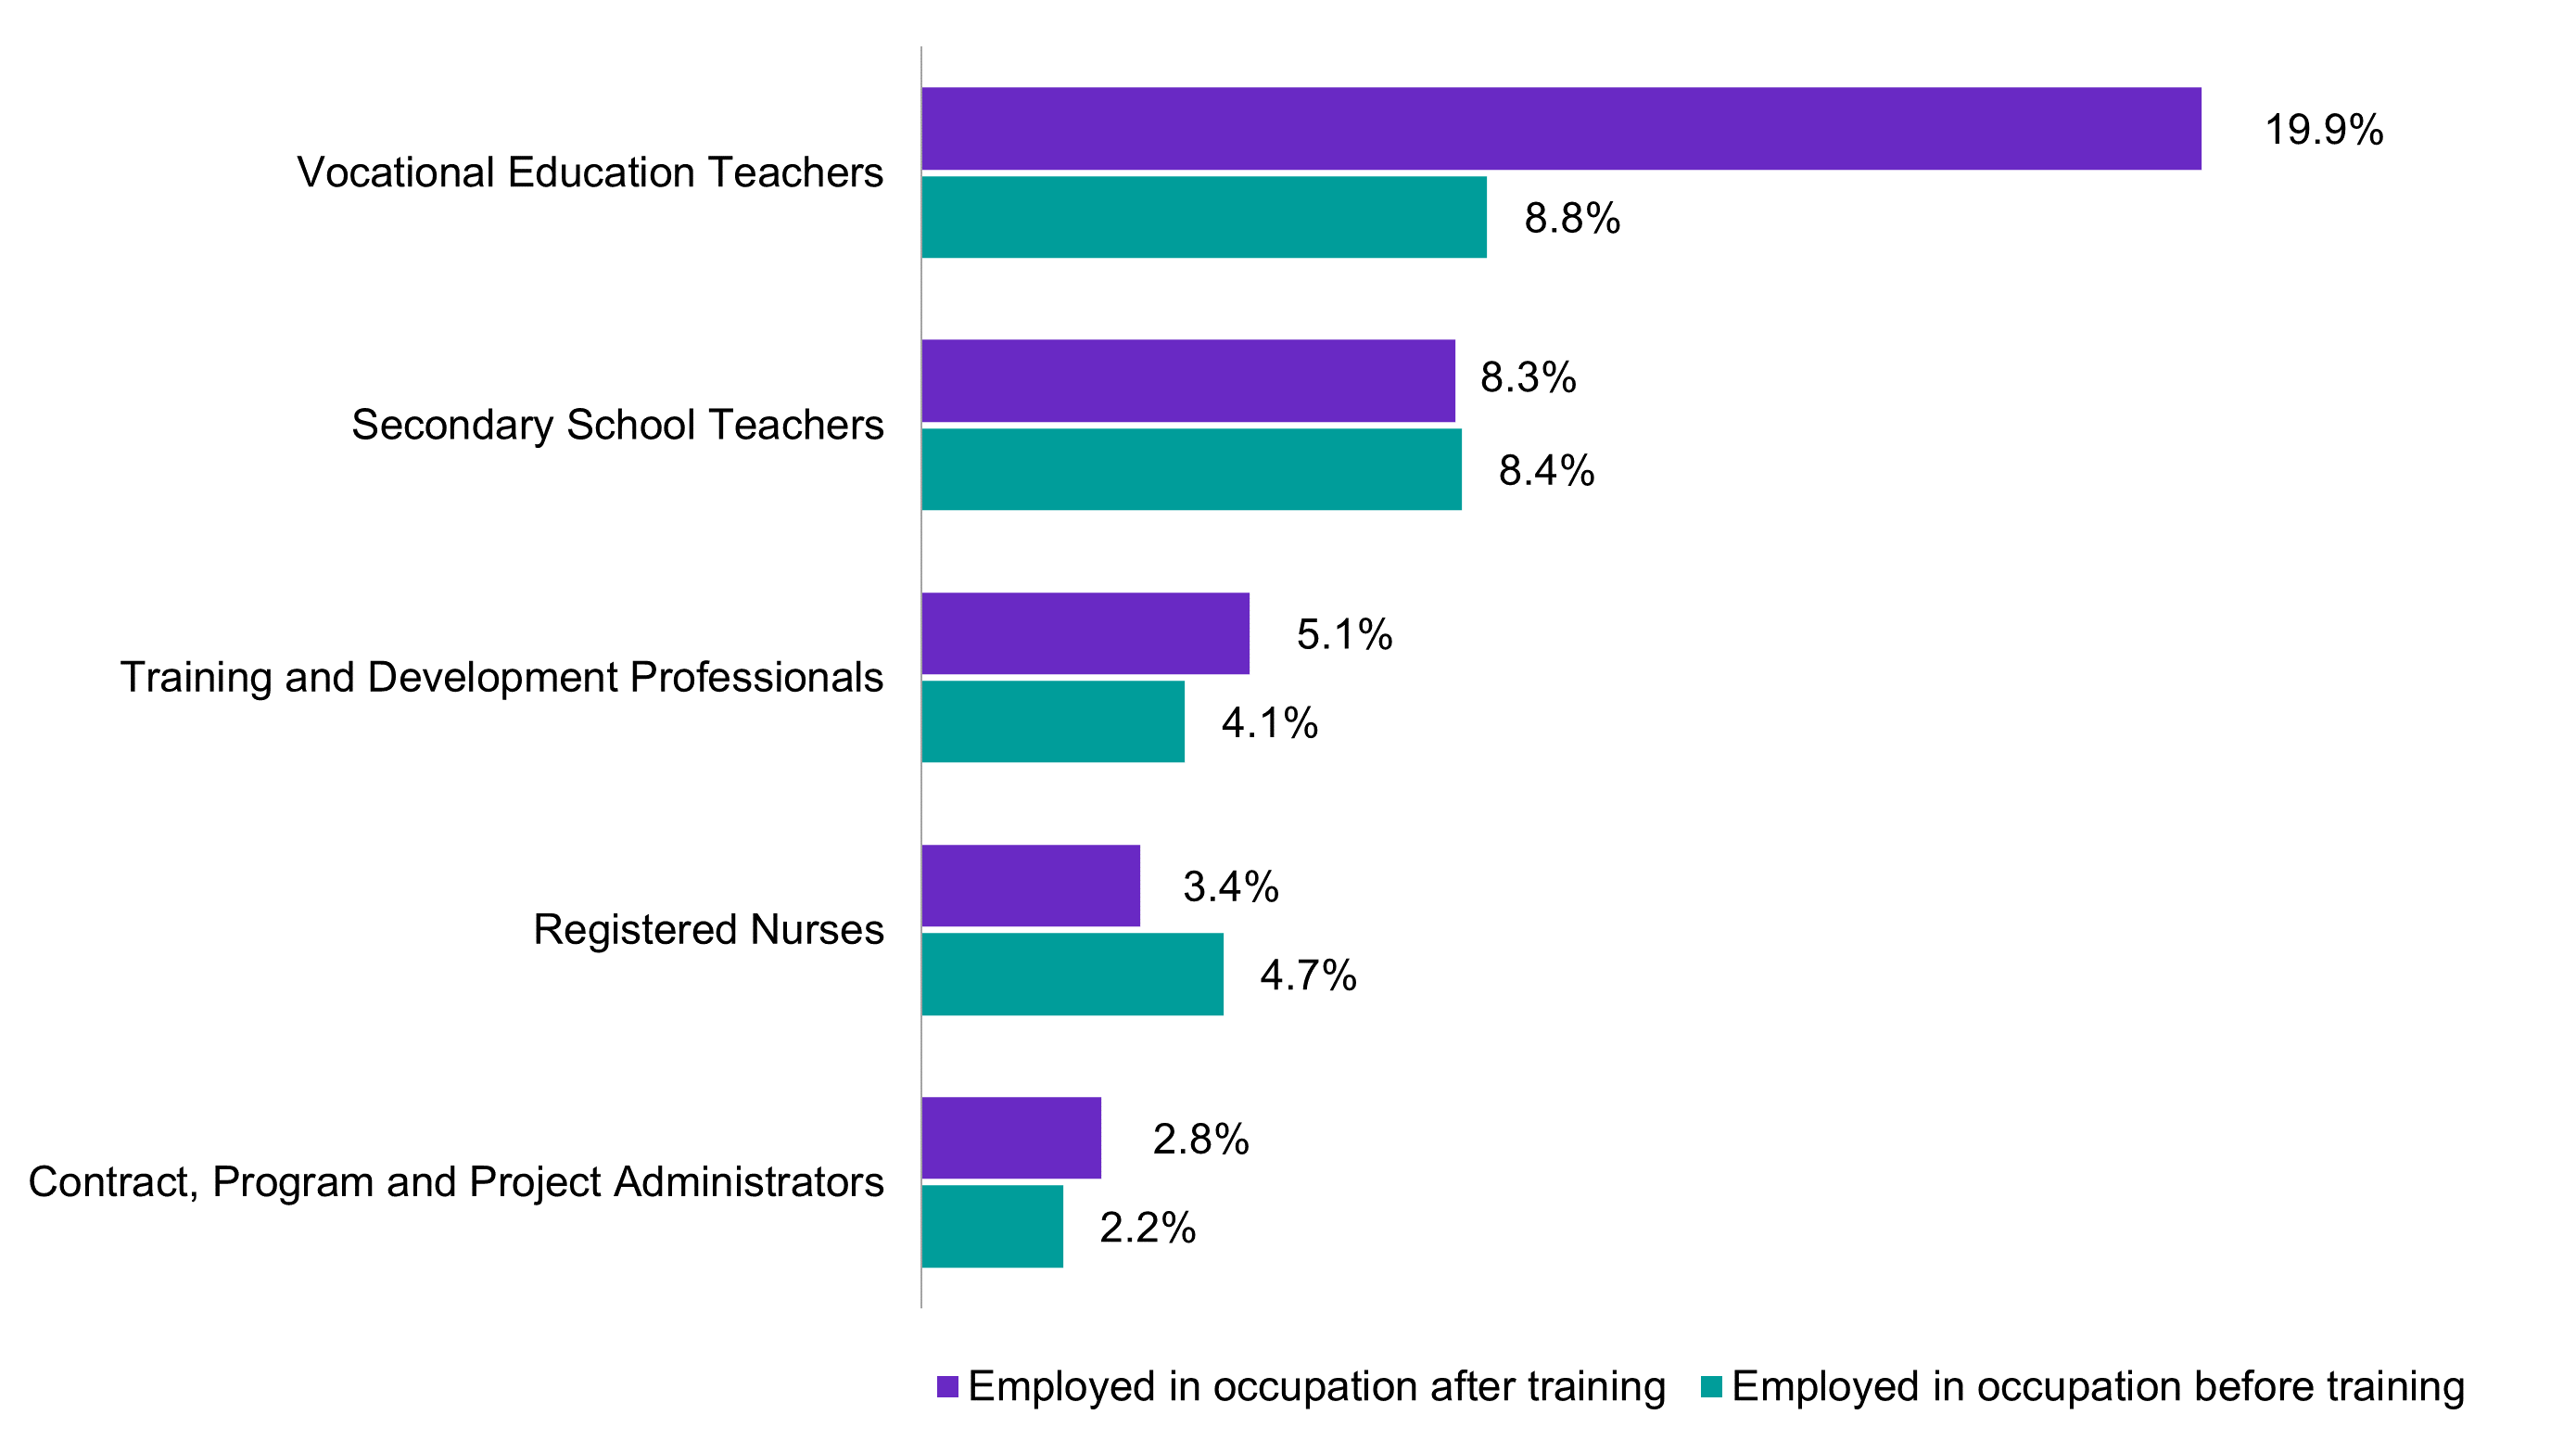 Vocational Education Teachers
19.9%
8.8%
Secondary School Teachers
8.3%
8.4%
Training and Development Professionals
5.1%
4.1%
Registered Nurses
3.4%
4.7%
Contract, Program and Project Administrators
2.8%
2.2%
Employed in occupation after training
Employed in occupation before training